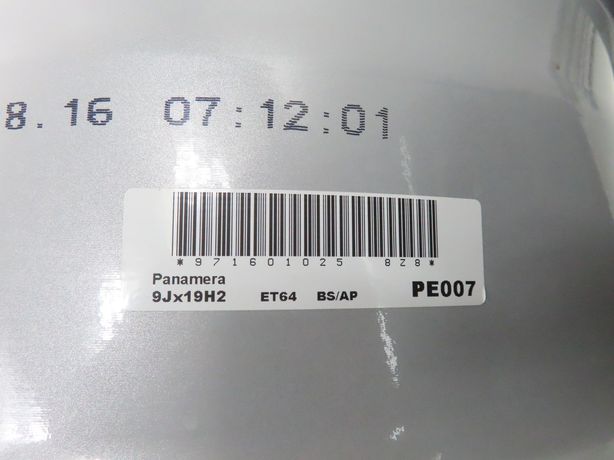 8.16 07:12:01
*971601025 8Z8*
Panamera
9Jx19H2 ET64 BS/AP PE007